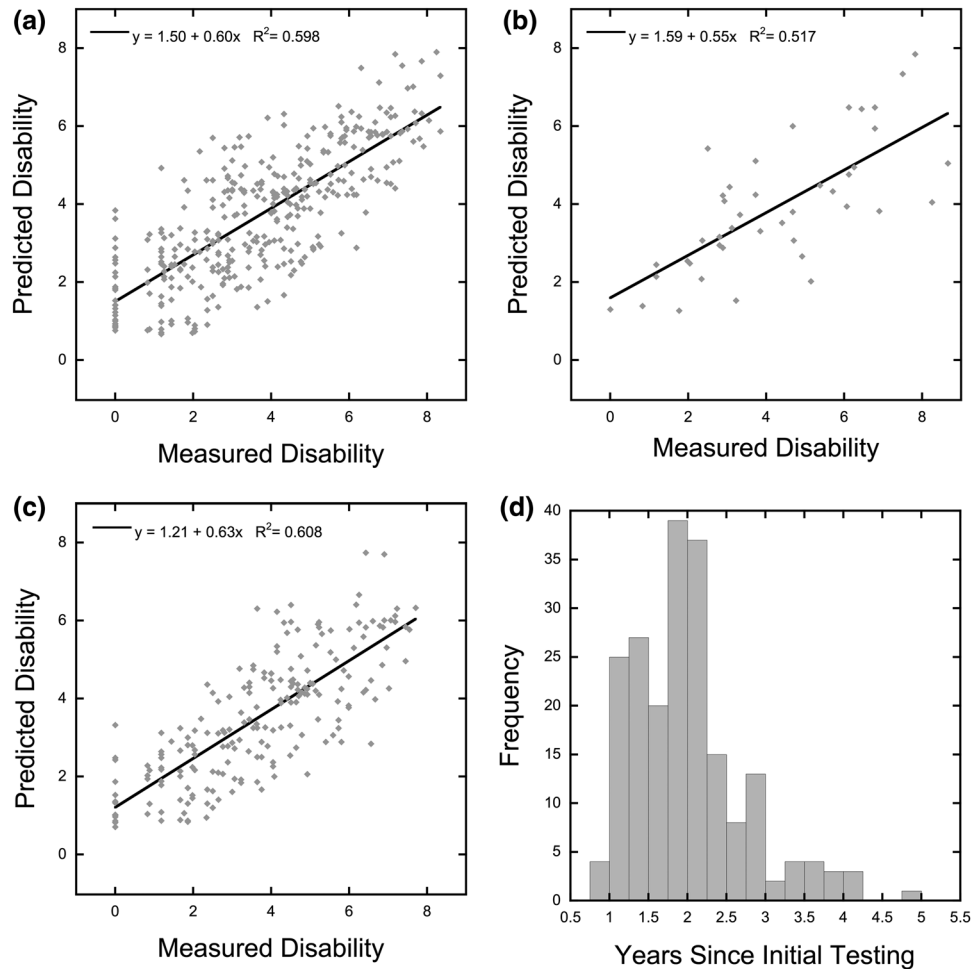 (a)
y = 1.50 + 0.60x R²= 0.598
8
6
4
2
0
Predicted Disability
0 2 4 6 8
Measured Disability
(b)
y = 1.59 + 0.55x R²= 0.517
8
6
4
2
0
Predicted Disability
0 2 4 6 8
Measured Disability
(c)
y = 1.21 + 0.63x R²= 0.608
8
6
4
2
0
Predicted Disability
0 2 4 6 8
Measured Disability
(d)
40
35
30
25
20
15
10
5
0
Frequency
0.5 1 1.5 2 2.5 3 3.5 4 4.5 5 5.5
Years Since Initial Testing